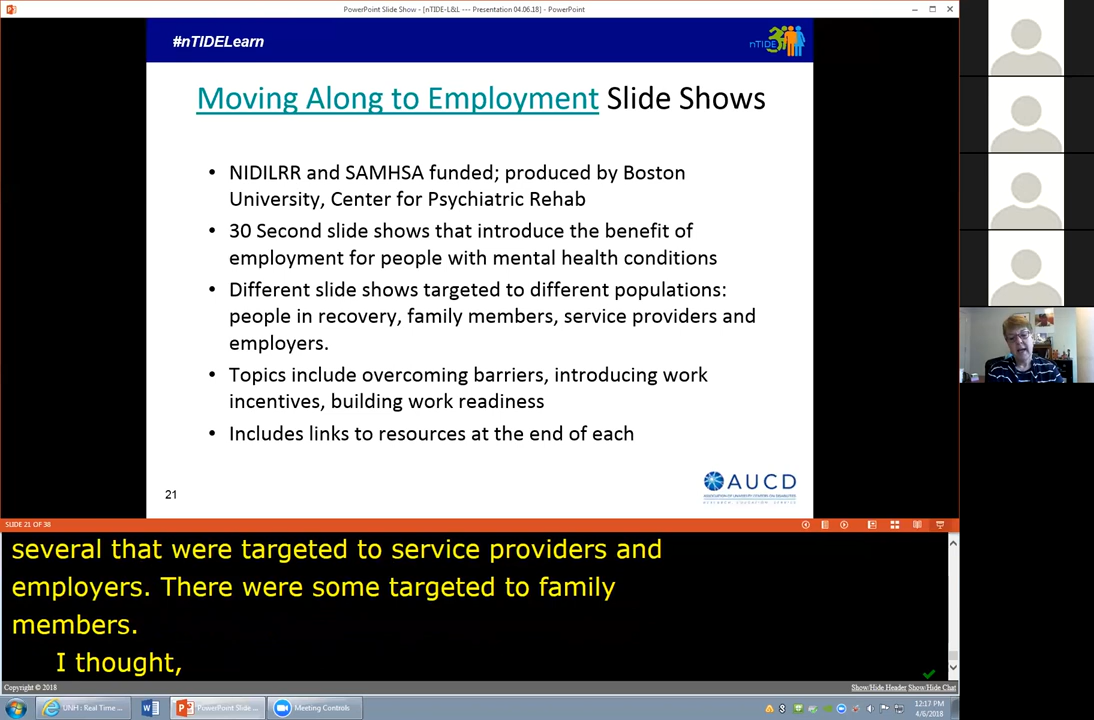 PowerPoint Slide Show - [nTIDE-L&L --- Presentation 04.06.18] - PowerPoint
#nTIDELearn
nTIDE
Moving Along to Employment Slide Shows
• NIDILRR and SAMHSA funded; produced by Boston
University, Center for Psychiatric Rehab
• 30 Second slide shows that introduce the benefit of
employment for people with mental health conditions
• Different slide shows targeted to different populations:
people in recovery, family members, service providers and
employers.
• Topics include overcoming barriers, introducing work
incentives, building work readiness
• Includes links to resources at the end of each
21
AUCD
ASSOCIATION OF UNIVERSITY CENTERS ON DISABILITIES
SLIDE 21 OF 38
several that were targeted to service providers and
employers. There were some targeted to family
members.
I thought,
Copyright © 2018
Show/Hide Header Show/Hide Chat
UNH : Real Time ...
PowerPoint Slide ...
Meeting Controls
12:17 PM
4/6/2018